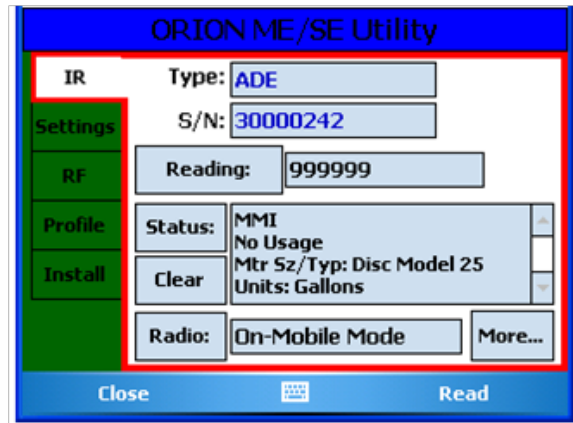 ORION ME/SE Utility
IR
Type: ADE
Settings
S/N: 30000242
RF
Reading: 999999
Profile
Status: MMI
No Usage
Mtr Sz/Typ: Disc Model 25
Units: Gallons
Install
Clear
Radio: On-Mobile Mode More...
Close Read